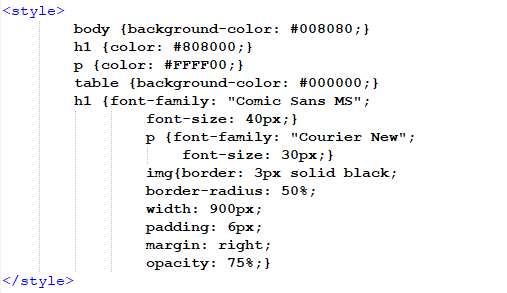 <style>
body {background-color: #008080;}
h1 {color: #808000;}
p {color: #FFFF00;}
table {background-color: #000000;}
h1 {font-family: "Comic Sans MS";
font-size: 40px;}
p {font-family: "Courier New";
font-size: 30px;}
img{border: 3px solid black;
border-radius: 50%;
width: 900px;
padding: 6px;
margin: right;
opacity: 75%;}
</style>